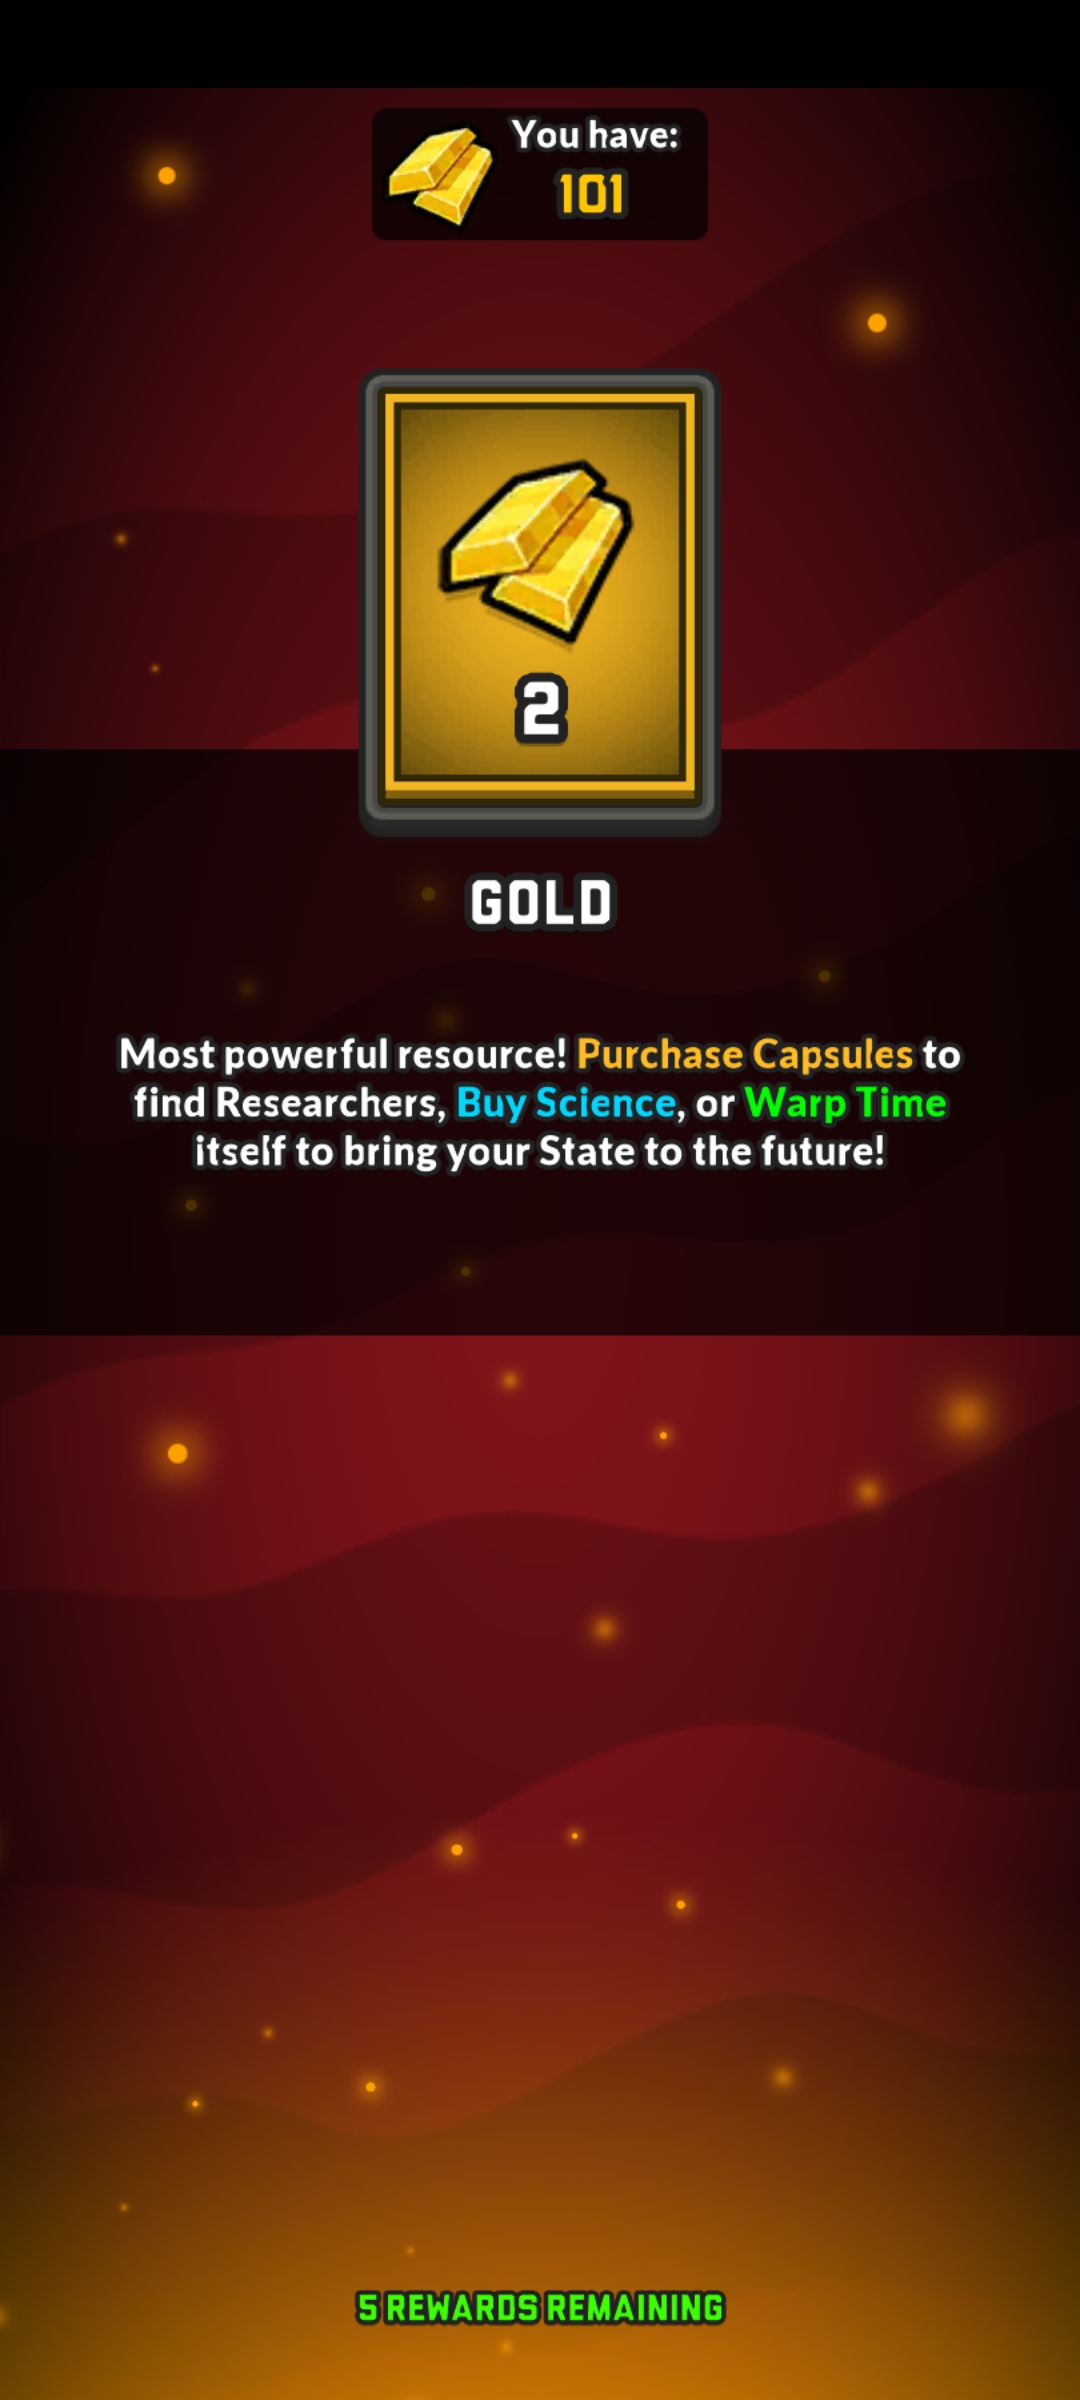 You have:
101
2
GOLD
Most powerful resource! Purchase Capsules to
find Researchers, Buy Science, or Warp Time
itself to bring your State to the future!
5 REWARDS REMAINING